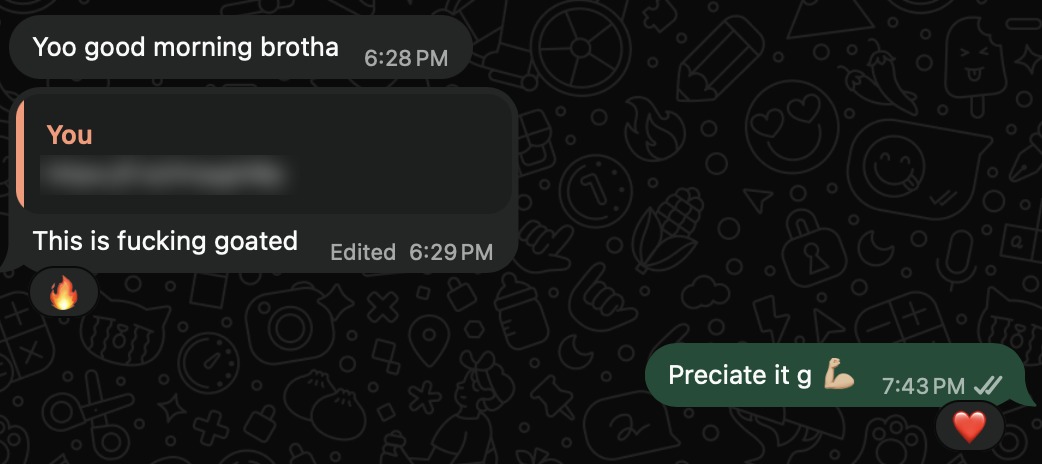 Yoo good morning brotha 6:28 PM
You
This is fucking goated Edited 6:29 PM
🔥
Preciate it g 💪🏼 7:43 PM
❤️